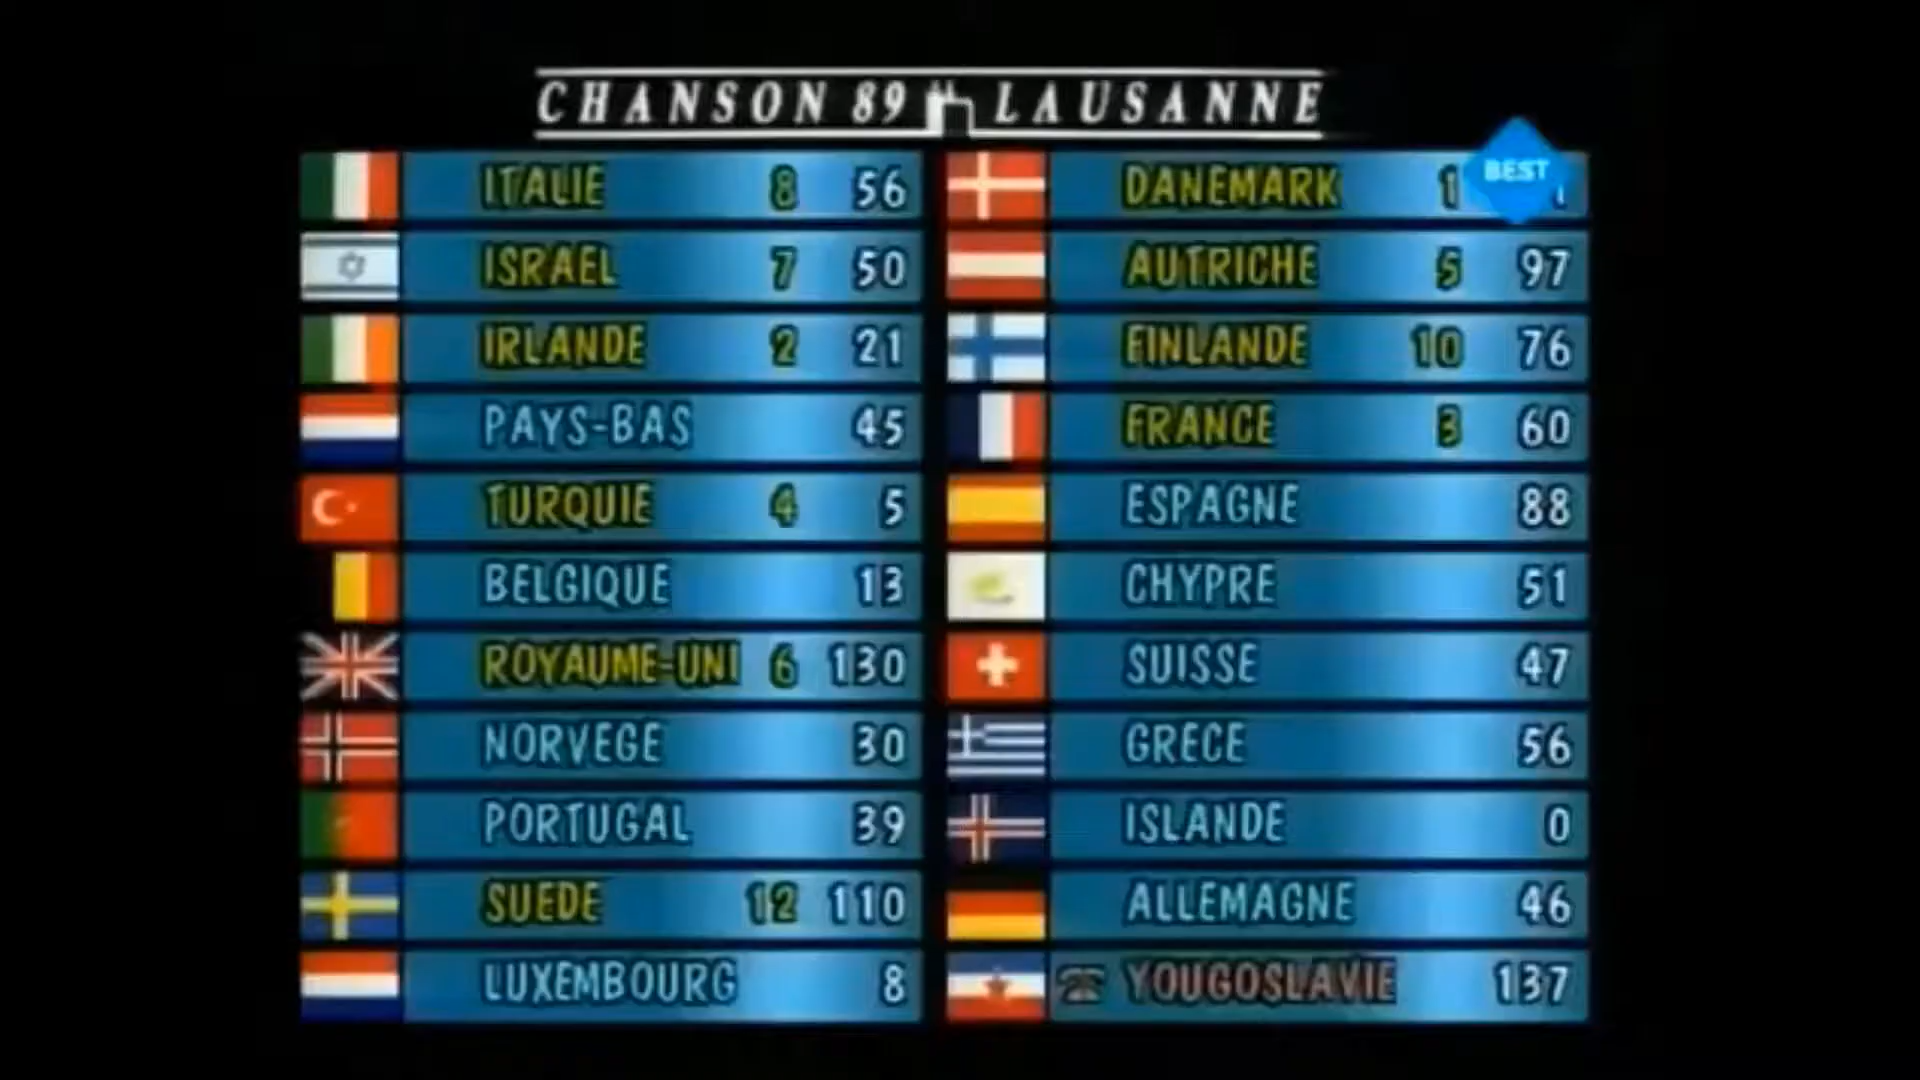 CHANSON 89 LAUSANNE
BEST
ITALIE 8 56
ISRAEL 7 50
IRLANDE 2 21
PAYS-BAS 45
TURQUIE 4 5
BELGIQUE 13
ROYAUME-UNI 6 130
NORVEGE 30
PORTUGAL 39
SUEDE 12 110
LUXEMBOURG 8
DANEMARK 1
AUTRICHE 5 97
FINLANDE 10 76
FRANCE 3 60
ESPAGNE 88
CHYPRE 51
SUISSE 47
GRECE 56
ISLANDE 0
ALLEMAGNE 46
YOUGOSLAVIE 137